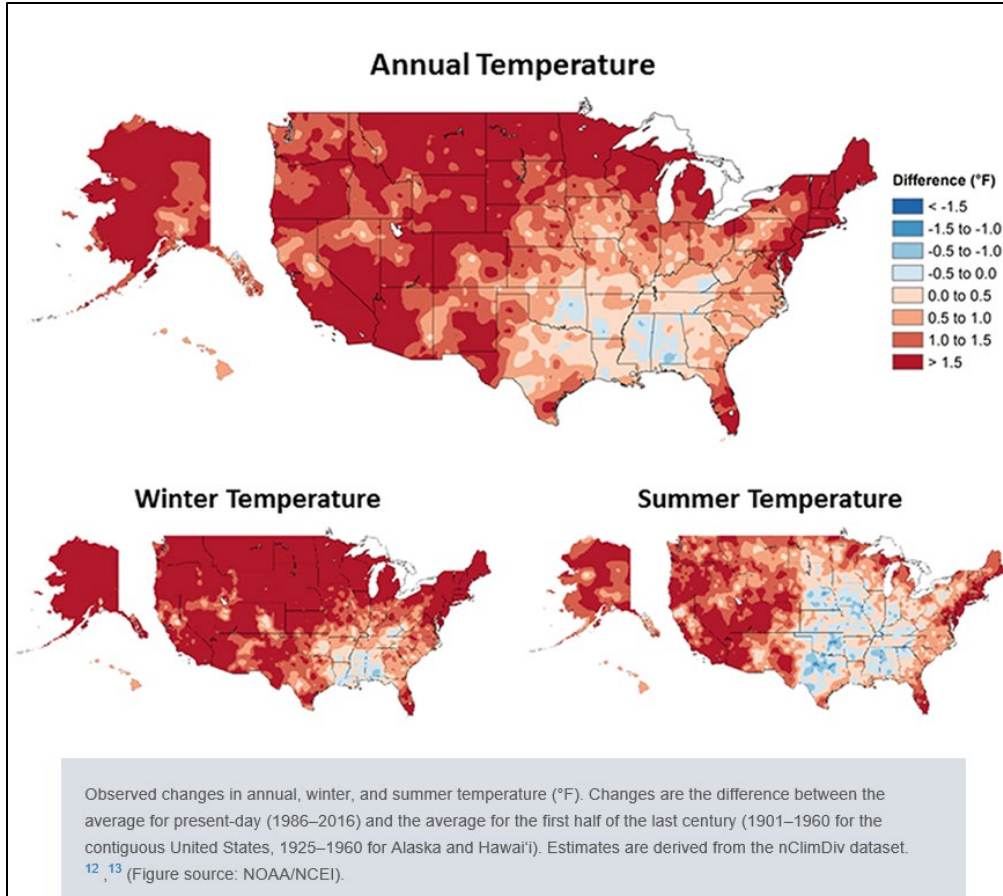 Annual Temperature
Difference (°F)
< -1.5
-1.5 to -1.0
-0.5 to -1.0
-0.5 to 0.0
0.0 to 0.5
0.5 to 1.0
1.0 to 1.5
> 1.5
Winter Temperature
Summer Temperature
Observed changes in annual, winter, and summer temperature (°F). Changes are the difference between the
average for present-day (1986–2016) and the average for the first half of the last century (1901–1960 for the
contiguous United States, 1925–1960 for Alaska and Hawai'i). Estimates are derived from the nClimDiv dataset.
12 ,13 (Figure source: NOAA/NCEI).